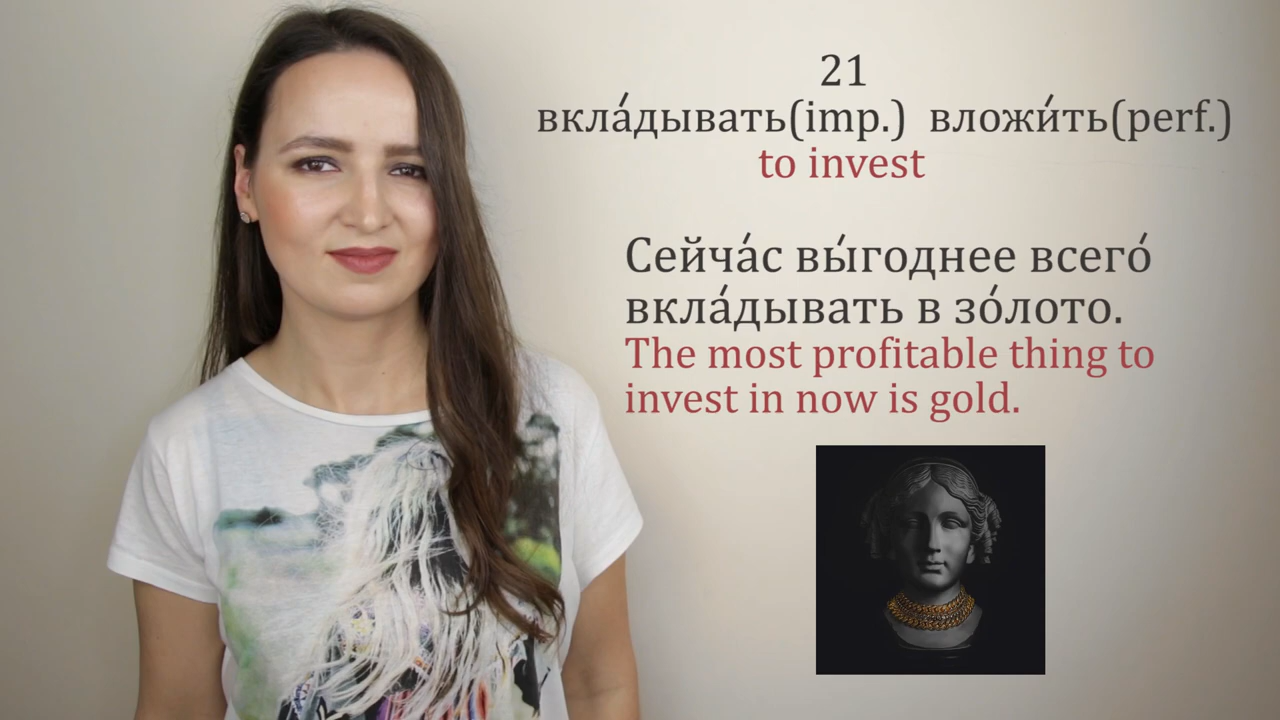 21
вкла́дывать(imp.) вложи́ть(perf.)
to invest
Сейча́с вы́годнее всего́
вкла́дывать в зо́лото.
The most profitable thing to
invest in now is gold.